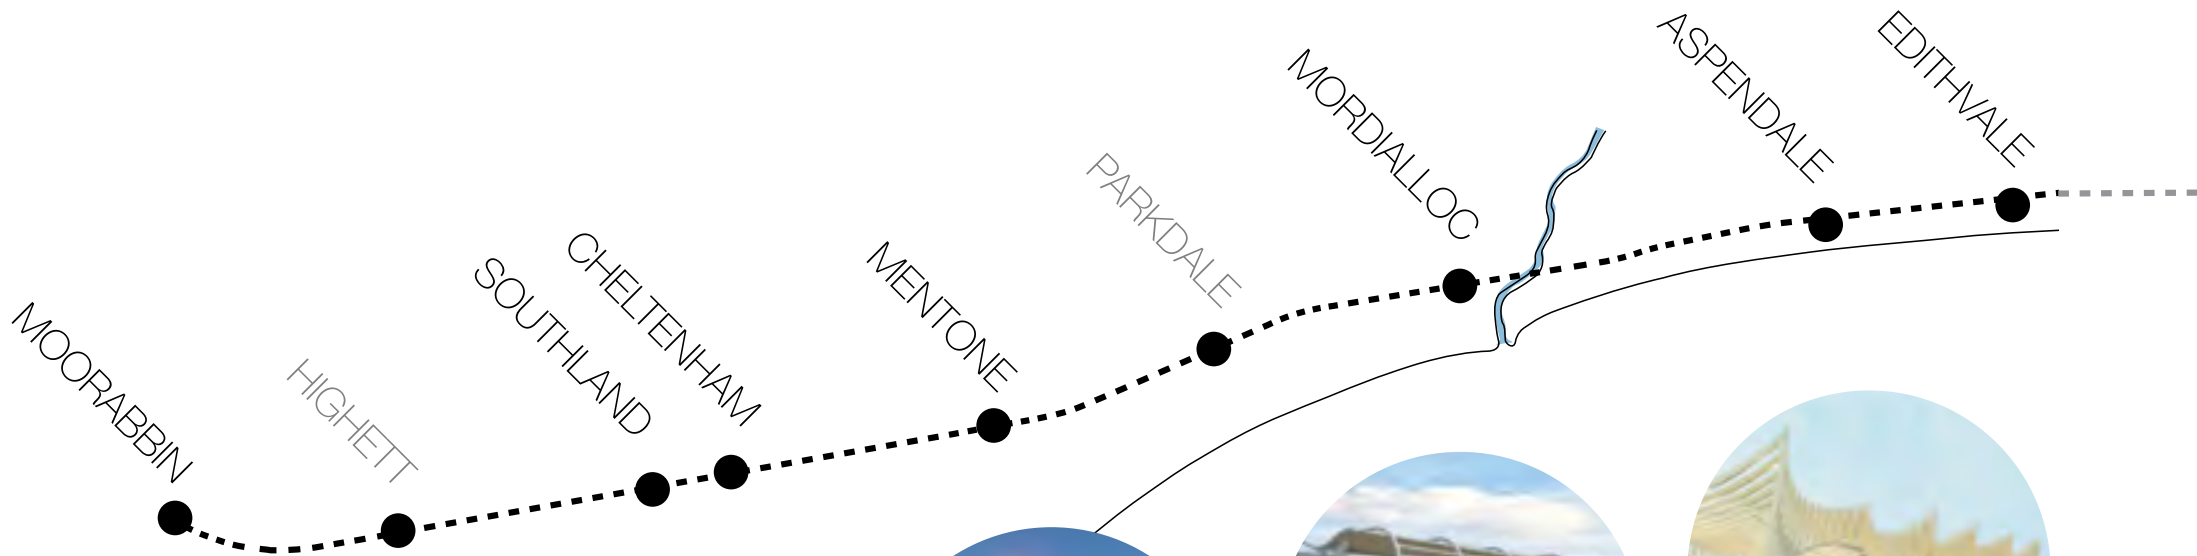 MOORABBIN
HIGHETT
SOUTHLAND
CHELTENHAM
MENTONE
PARKDALE
MORDIALLOC
ASPENDALE
EDITHVALE